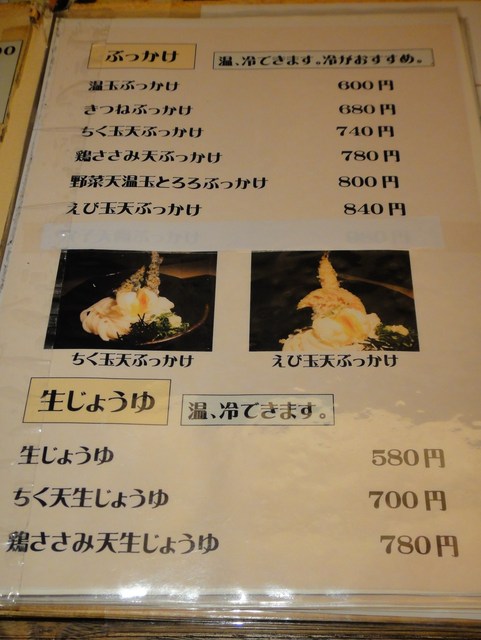 ぶっかけ 温、冷できます。冷がおすすめ。
温玉ぶっかけ 600円
きつねぶっかけ 680円
ちく玉天ぶっかけ 740円
鶏ささみ天ぶっかけ 780円
野菜天温玉とろろぶっかけ 800円
えび玉天ぶっかけ 840円
ちく玉天ぶっかけ えび玉天ぶっかけ
生じょうゆ 温、冷できます。
生じょうゆ 580円
ちく天生じょうゆ 700円
鶏ささみ天生じょうゆ 780円